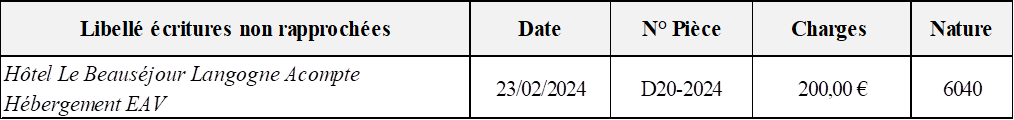 Libellé écritures non rapprochées Date N° Pièce Charges Nature
Hôtel Le Beauséjour Langogne Acompte
Hébergement EAV 23/02/2024 D20-2024 200,00 € 6040